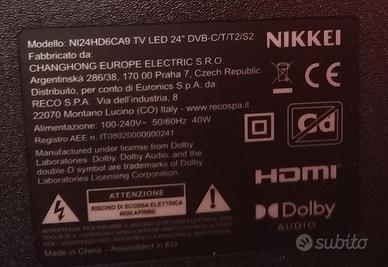 Modello: NI24HD6CA9 TV LED 24" DVB-C/T/T2/S2
NIKKEI
Fabbricato da:
CHANGHONG EUROPE ELECTRIC S.R.O.
Argentinská 286/38, 170 00 Praha 7, Czech Republic
Distribuito, per conto di Euronics S.p.A. da:
RECO S.P.A. Via dell'industria, 8
22070 Montano Lucino (CO) Italy - www.recospa.it
Alimentazione: 100-240V~ 50/60Hz 40W
Registro AEE n. IT08020000000241
Manufactured under license from Dolby
Laboratories. Dolby, Dolby Audio, and the
double-D symbol are trademarks of Dolby
Laboratories Licensing Corporation.
Cd
HDMI
ATTENZIONE
RISCHIO DI SCOSSA ELETTRICA
NON APRIRE
Dolby
AUDIO
Made in China - Assembled in EU
subito